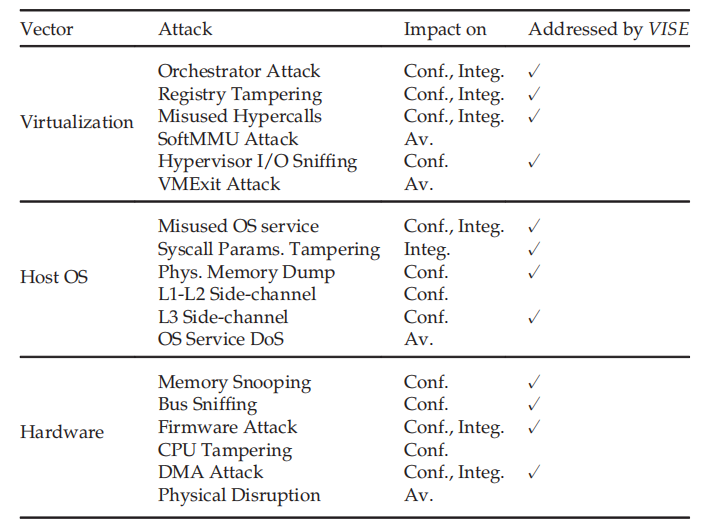 Vector Attack Impact on Addressed by VISE
Orchestrator Attack Conf., Integ. ✓
Registry Tampering Conf., Integ. ✓
Virtualization Misused Hypercalls Conf., Integ. ✓
SoftMMU Attack Av.
Hypervisor I/O Sniffing Conf. ✓
VMExit Attack Av.
Misused OS service Conf., Integ. ✓
Syscall Params. Tampering Integ. ✓
Host OS Phys. Memory Dump Conf. ✓
L1-L2 Side-channel Conf.
L3 Side-channel Conf. ✓
OS Service DoS Av.
Memory Snooping Conf. ✓
Bus Sniffing Conf. ✓
Hardware Firmware Attack Conf., Integ. ✓
CPU Tampering Conf.
DMA Attack Conf., Integ. ✓
Physical Disruption Av.